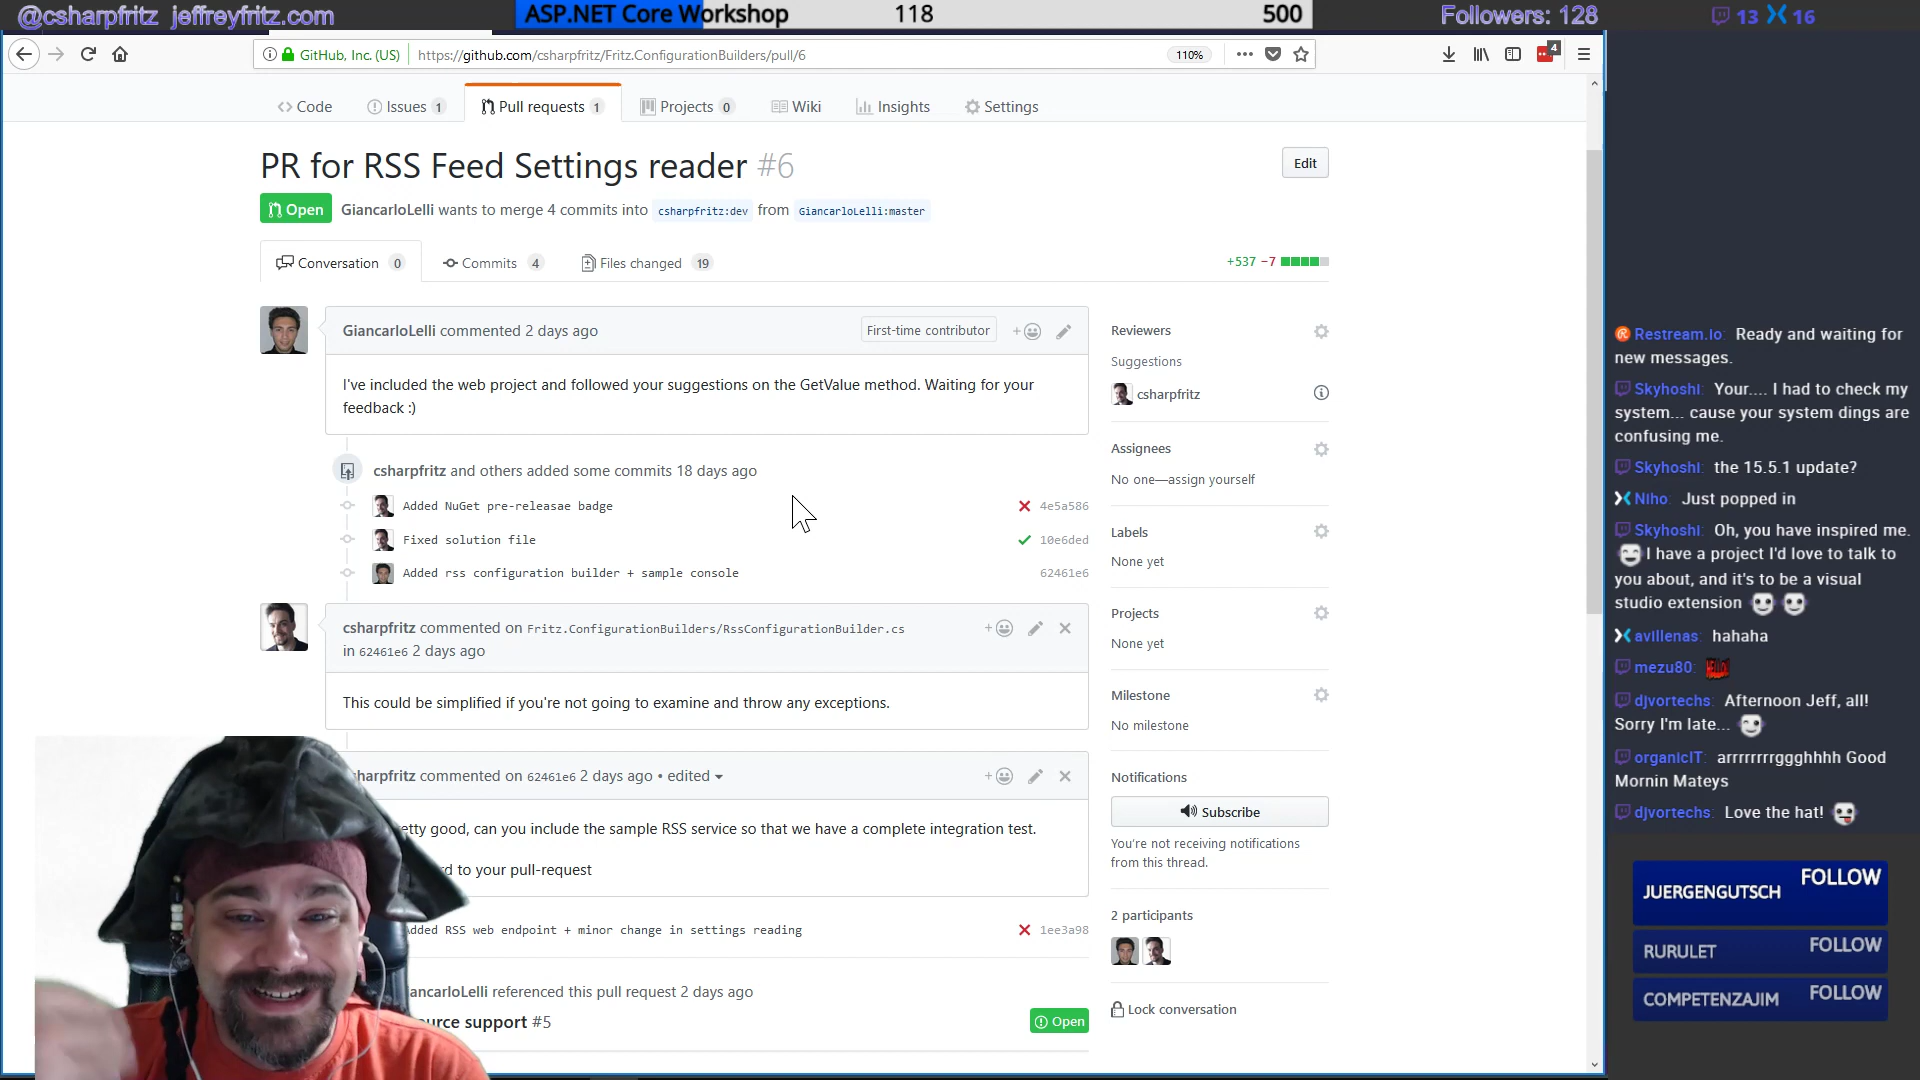 @csharpfritz jeffreyfritz.com
ASP.NET Core Workshop 118 500
Followers: 128
13 16
GitHub, Inc. (US) https://github.com/csharpfritz/Fritz.ConfigurationBuilders/pull/6 110% 4
Code Issues 1 Pull requests 1 Projects 0 Wiki Insights Settings
PR for RSS Feed Settings reader #6
Edit
Open GiancarloLelli wants to merge 4 commits into csharpfritz:dev from GiancarloLelli:master
Conversation 0 Commits 4 Files changed 19 +537 −7
GiancarloLelli commented 2 days ago First-time contributor
I've included the web project and followed your suggestions on the GetValue method. Waiting for your
feedback :)
csharpfritz and others added some commits 18 days ago
Added NuGet pre-releasae badge 4e5a586
Fixed solution file 10e6ded
Added rss configuration builder + sample console 62461e6
csharpfritz commented on Fritz.ConfigurationBuilders/RssConfigurationBuilder.cs
in 62461e6 2 days ago
This could be simplified if you're not going to examine and throw any exceptions.
harpfritz commented on 62461e6 2 days ago • edited
etty good, can you include the sample RSS service so that we have a complete integration test.
rd to your pull-request
Added RSS web endpoint + minor change in settings reading 1ee3a98
iancarloLelli referenced this pull request 2 days ago
ource support #5 Open
Reviewers
Suggestions
csharpfritz
Assignees
No one—assign yourself
Labels
None yet
Projects
None yet
Milestone
No milestone
Notifications
Subscribe
You're not receiving notifications
from this thread.
2 participants
Lock conversation
Restream.io: Ready and waiting for
new messages.
Skyhoshi: Your.... I had to check my
system... cause your system dings are
confusing me.
Skyhoshi: the 15.5.1 update?
Niho: Just popped in
Skyhoshi: Oh, you have inspired me.
I have a project I'd love to talk to
you about, and it's to be a visual
studio extension
avillenas: hahaha
mezu80: HELLO!
djvortechs: Afternoon Jeff, all!
Sorry I'm late...
organicIT: arrrrrrrrggghhhh Good
Mornin Mateys
djvortechs: Love the hat!
JUERGENGUTSCH FOLLOW
RURULET FOLLOW
COMPETENZAJIM FOLLOW